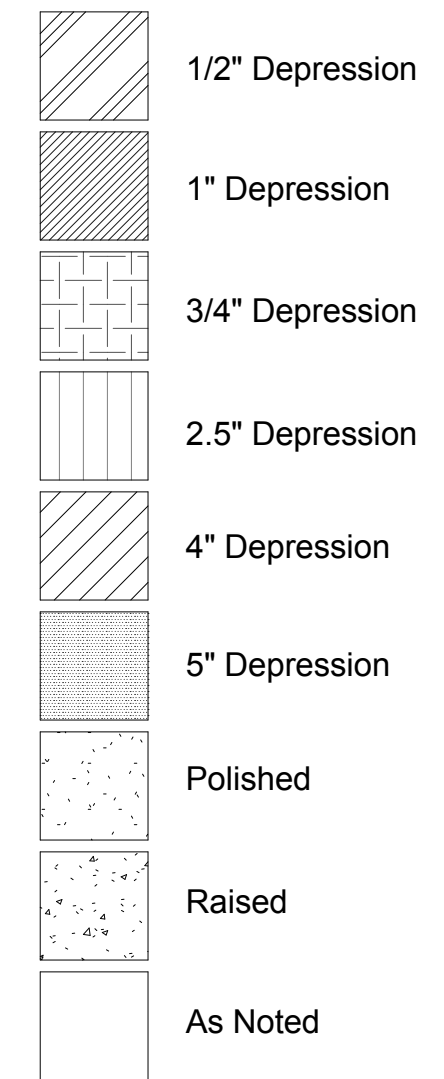 1/2" Depression
1" Depression
3/4" Depression
2.5" Depression
4" Depression
5" Depression
Polished
Raised
As Noted